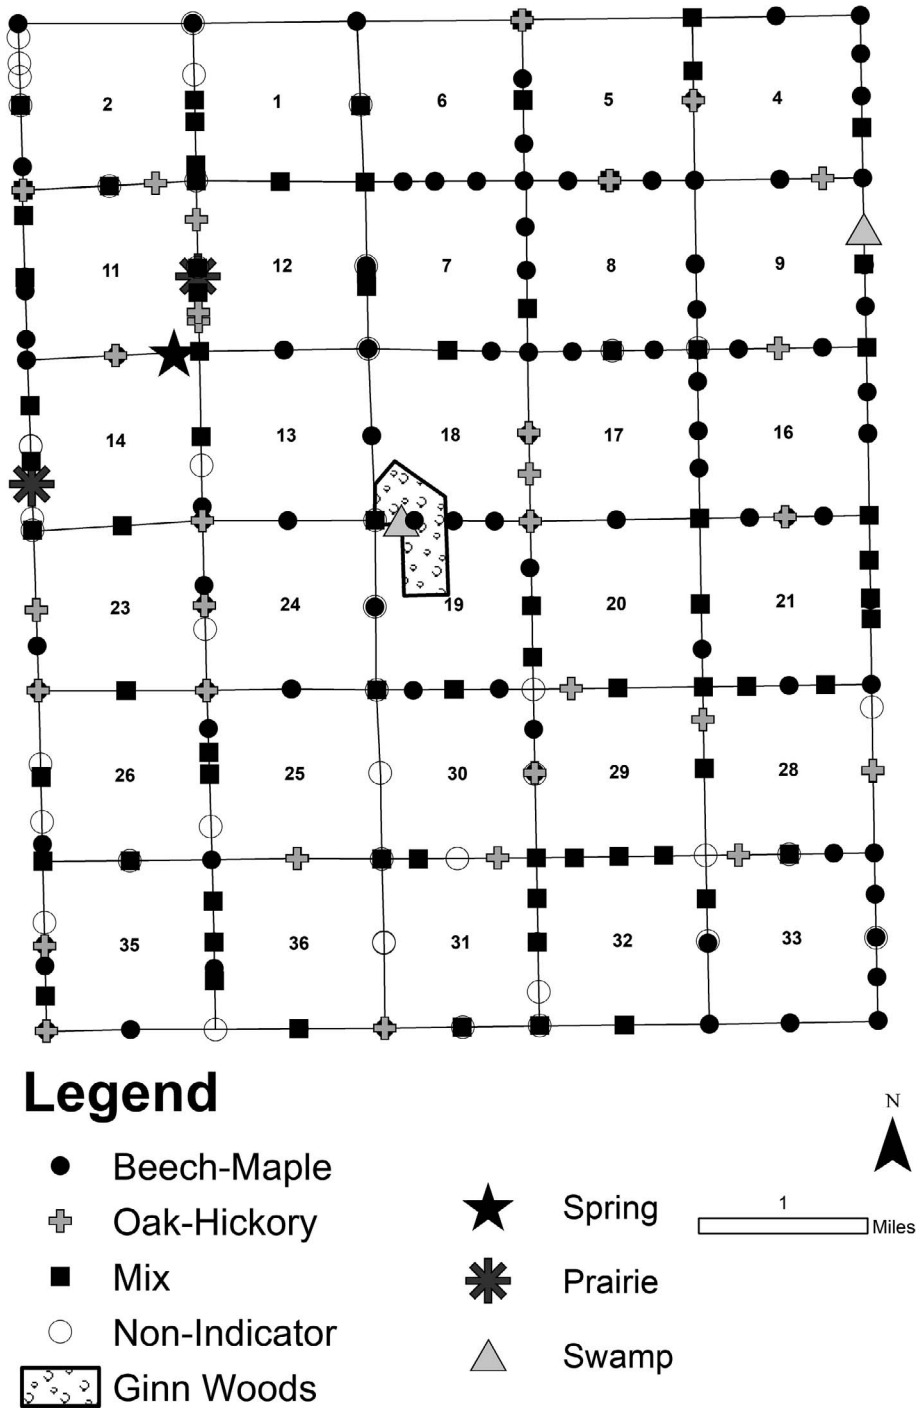 2 1 6 5 4
11 12 7 8 9
14 13 18 17 16
23 24 19 20 21
26 25 30 29 28
35 36 31 32 33
Legend
Beech-Maple
Oak-Hickory
Mix
Non-Indicator
Ginn Woods
Spring
Prairie
Swamp
N
1
Miles